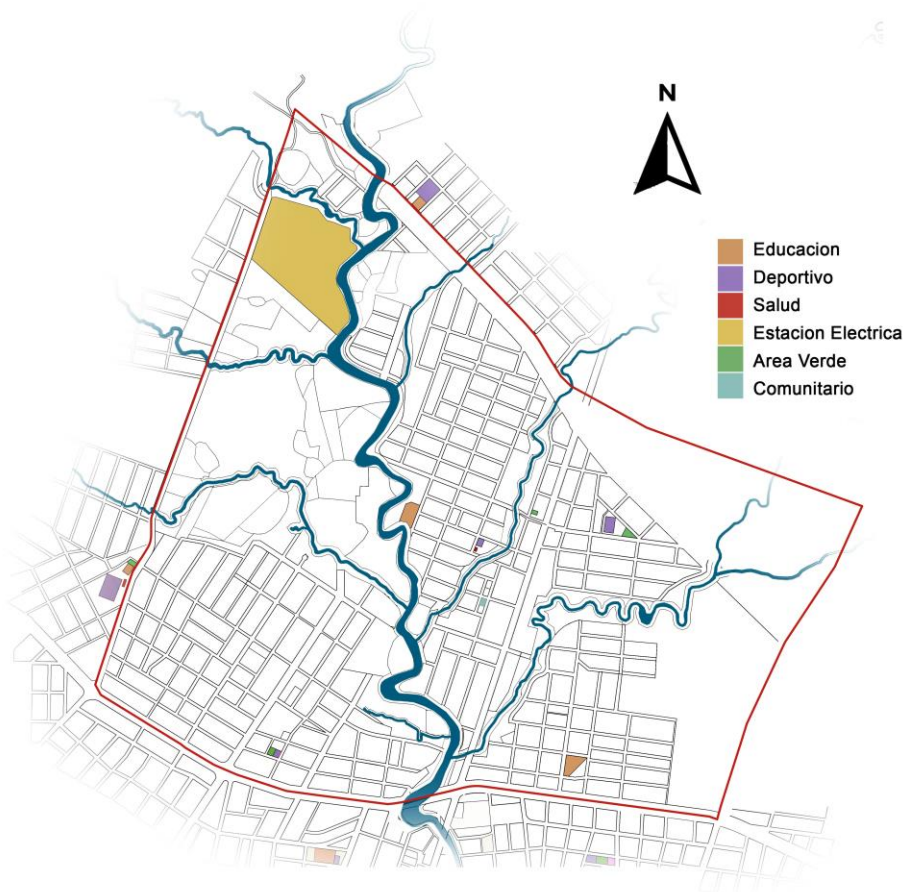 N
Educacion
Deportivo
Salud
Estacion Electrica
Area Verde
Comunitario